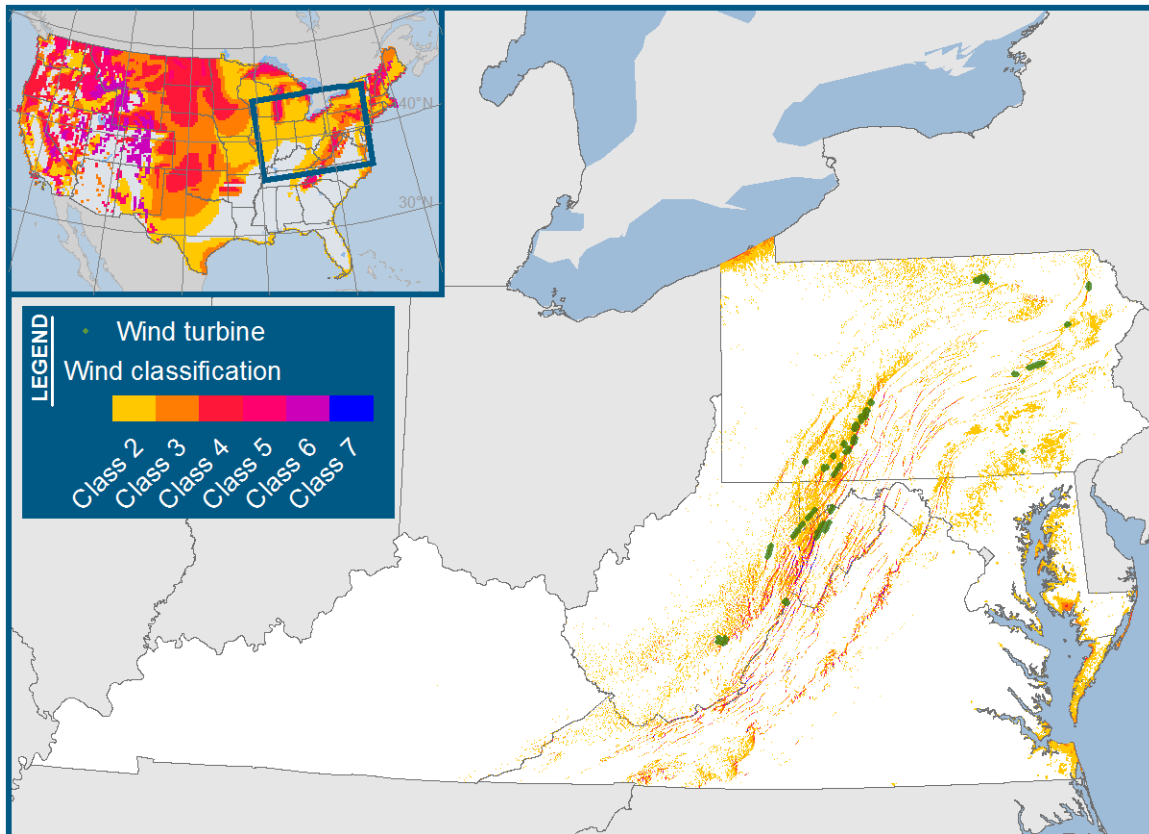 40°N
30°N
LEGEND
Wind turbine
Wind classification
Class 2
Class 3
Class 4
Class 5
Class 6
Class 7